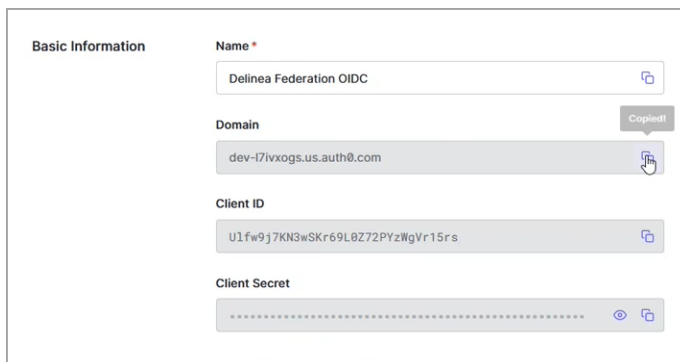 Basic Information
Name *
Delinea Federation OIDC
Copied!
Domain
dev-l7ivxogs.us.auth0.com
Client ID
Ulfw9j7KN3wSKr69L0Z72PYzWgVr15rs
Client Secret